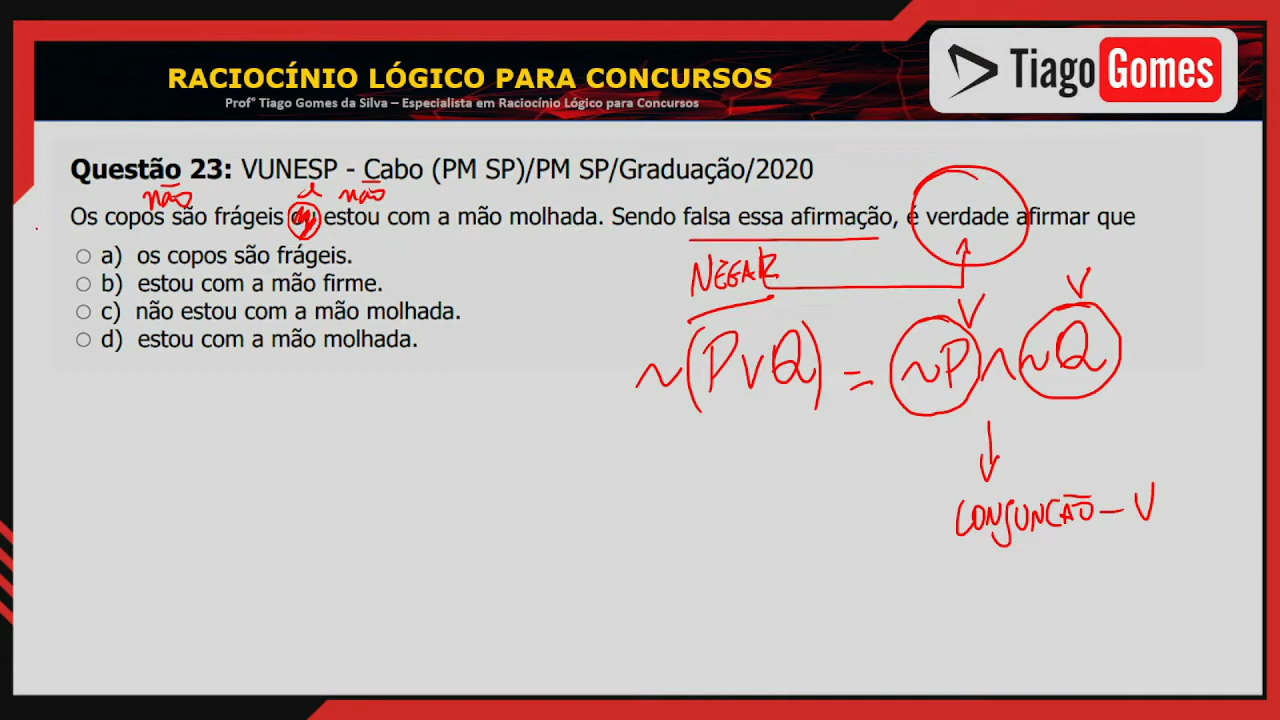 RACIOCÍNIO LÓGICO PARA CONCURSOS
Prof° Tiago Gomes da Silva – Especialista em Raciocínio Lógico para Concursos
Tiago Gomes
Questão 23: VUNESP - Cabo (PM SP)/PM SP/Graduação/2020
não não
Os copos são frágeis ou estou com a mão molhada. Sendo falsa essa afirmação, é verdade afirmar que
a) os copos são frágeis.
b) estou com a mão firme.
c) não estou com a mão molhada.
d) estou com a mão molhada.
NEGAR
V V
~(P∨Q) = ~P ∧ ~Q
CONJUNCÃO – V